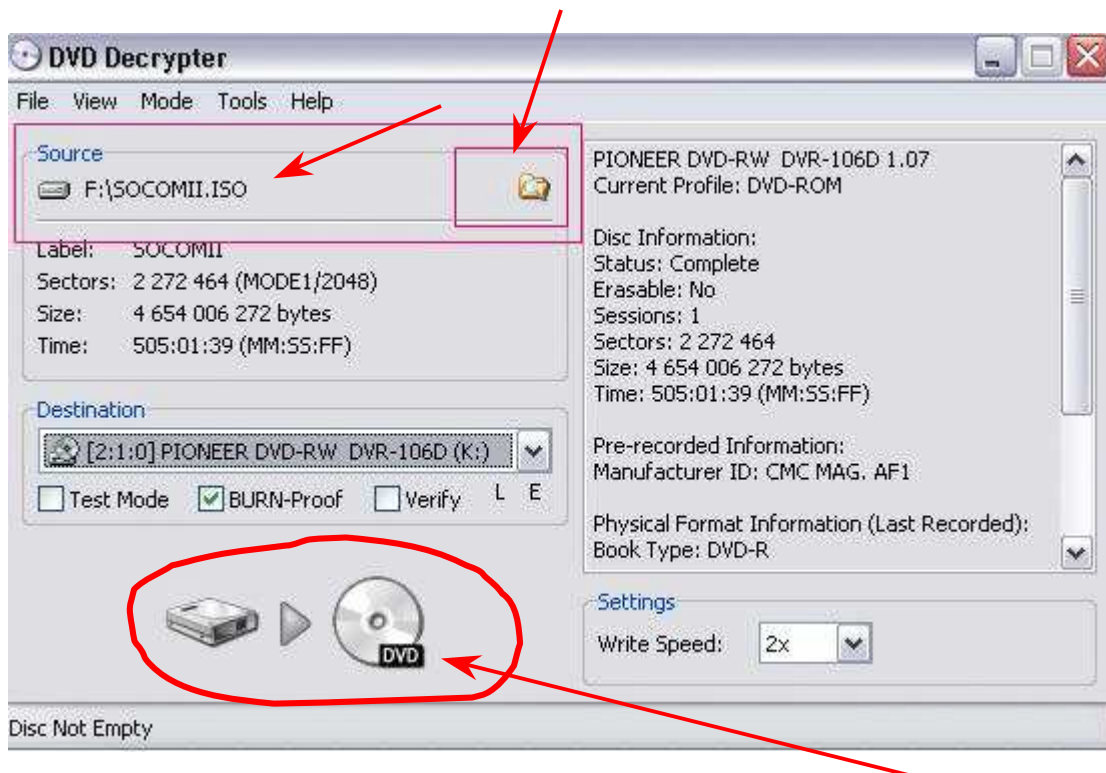 DVD Decrypter
File View Mode Tools Help
Source
F:\SOCOMII.ISO
Label: SOCOMII
Sectors: 2 272 464 (MODE1/2048)
Size: 4 654 006 272 bytes
Time: 505:01:39 (MM:SS:FF)
Destination
[2:1:0] PIONEER DVD-RW DVR-106D (K:)
Test Mode BURN-Proof Verify L E
DVD
PIONEER DVD-RW DVR-106D 1.07
Current Profile: DVD-ROM
Disc Information:
Status: Complete
Erasable: No
Sessions: 1
Sectors: 2 272 464
Size: 4 654 006 272 bytes
Time: 505:01:39 (MM:SS:FF)
Pre-recorded Information:
Manufacturer ID: CMC MAG. AF1
Physical Format Information (Last Recorded):
Book Type: DVD-R
Settings
Write Speed: 2x
Disc Not Empty